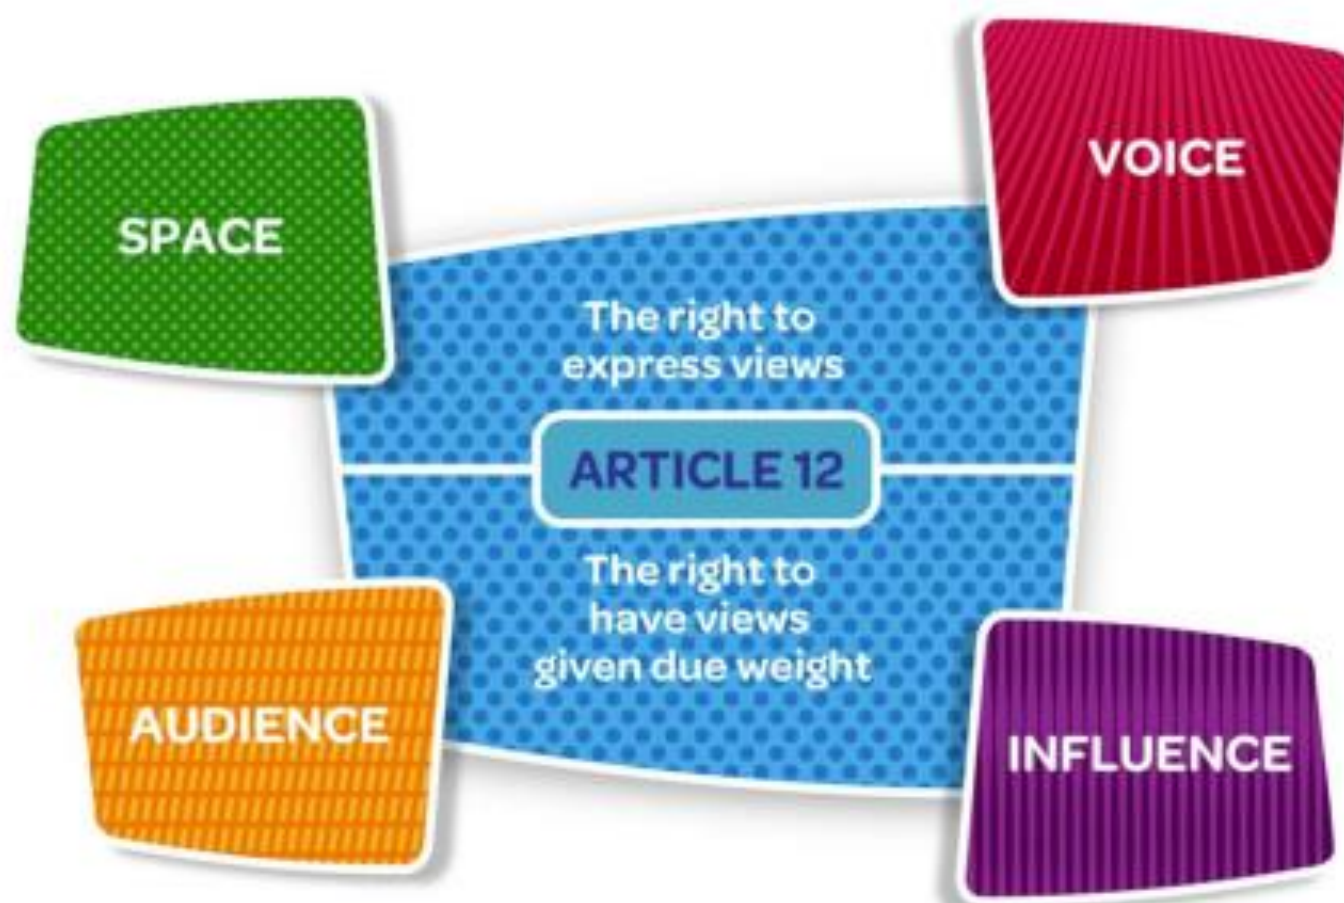 SPACE
VOICE
The right to
express views
ARTICLE 12
The right to
have views
given due weight
AUDIENCE
INFLUENCE